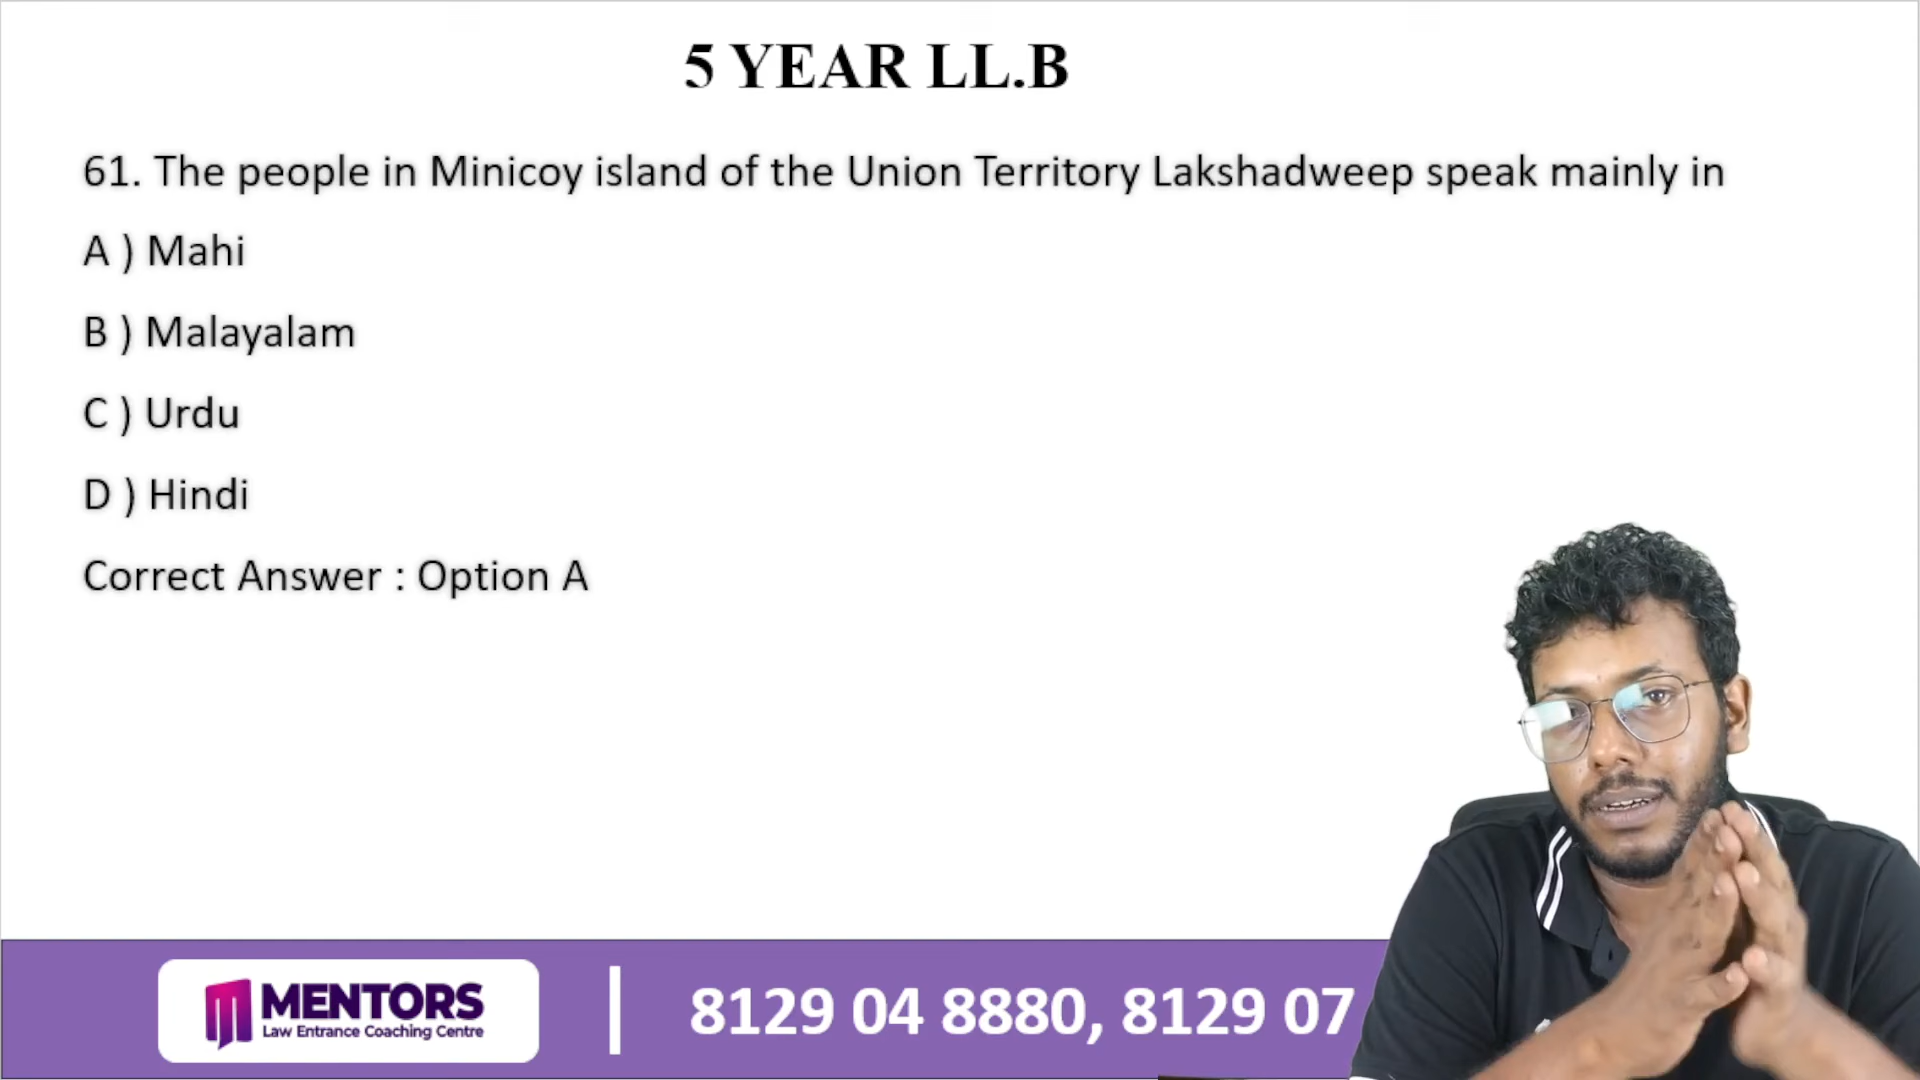 5 YEAR LL.B
61. The people in Minicoy island of the Union Territory Lakshadweep speak mainly in
A ) Mahi
B ) Malayalam
C ) Urdu
D ) Hindi
Correct Answer : Option A
MENTORS
Law Entrance Coaching Centre
8129 04 8880, 8129 07